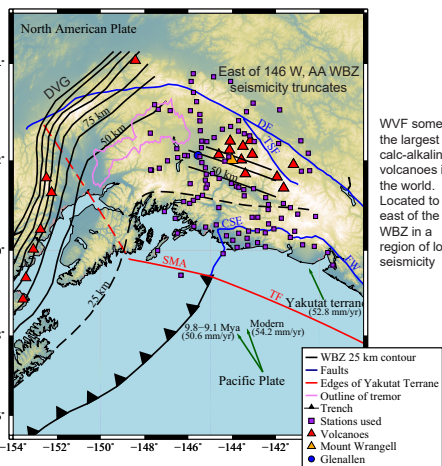 North American Plate
DVG
East of 146 W, AA WBZ
seismicity truncates
75 km
50 km
DF
TSF
50 km
WVF some
the largest
calc-alkalin
volcanoes i
the world.
Located to
east of the
WBZ in a
region of lo
seismicity
CSE
25 km
SMA
TF
Yakutat terrane
(52.8 mm/yr)
9.8–9.1 Mya
(50.6 mm/yr)
Modern
(54.2 mm/yr)
Pacific Plate
WBZ 25 km contour
Faults
Edges of Yakutat Terrane
Outline of tremor
Trench
Stations used
Volcanoes
Mount Wrangell
Glenallen
−154° −152° −150° −148° −146° −144° −142°